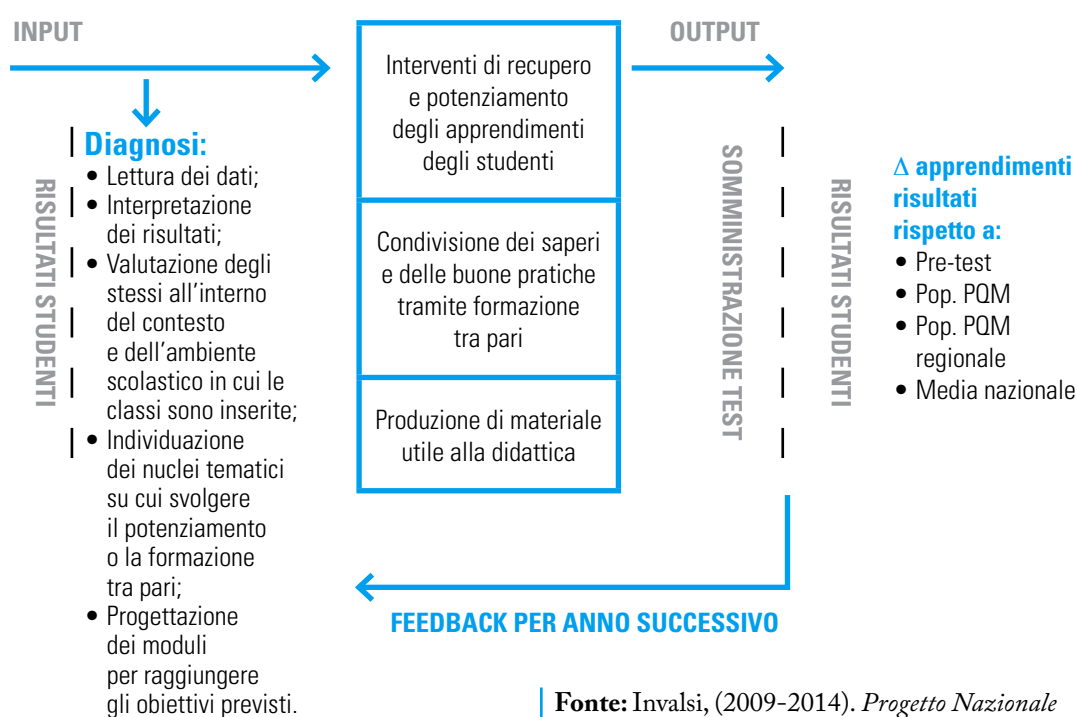 INPUT
RISULTATI STUDENTI
Diagnosi:
• Lettura dei dati;
• Interpretazione
dei risultati;
• Valutazione degli
stessi all'interno
del contesto
e dell'ambiente
scolastico in cui le
classi sono inserite;
• Individuazione
dei nuclei tematici
su cui svolgere
il potenziamento
o la formazione
tra pari;
• Progettazione
dei moduli
per raggiungere
gli obiettivi previsti.
Interventi di recupero
e potenziamento
degli apprendimenti
degli studenti
Condivisione dei saperi
e delle buone pratiche
tramite formazione
tra pari
Produzione di materiale
utile alla didattica
OUTPUT
SOMMINISTRAZIONE TEST
RISULTATI STUDENTI
Δ apprendimenti
risultati
rispetto a:
• Pre-test
• Pop. PQM
• Pop. PQM
regionale
• Media nazionale
FEEDBACK PER ANNO SUCCESSIVO
Fonte: Invalsi, (2009-2014). Progetto Nazionale